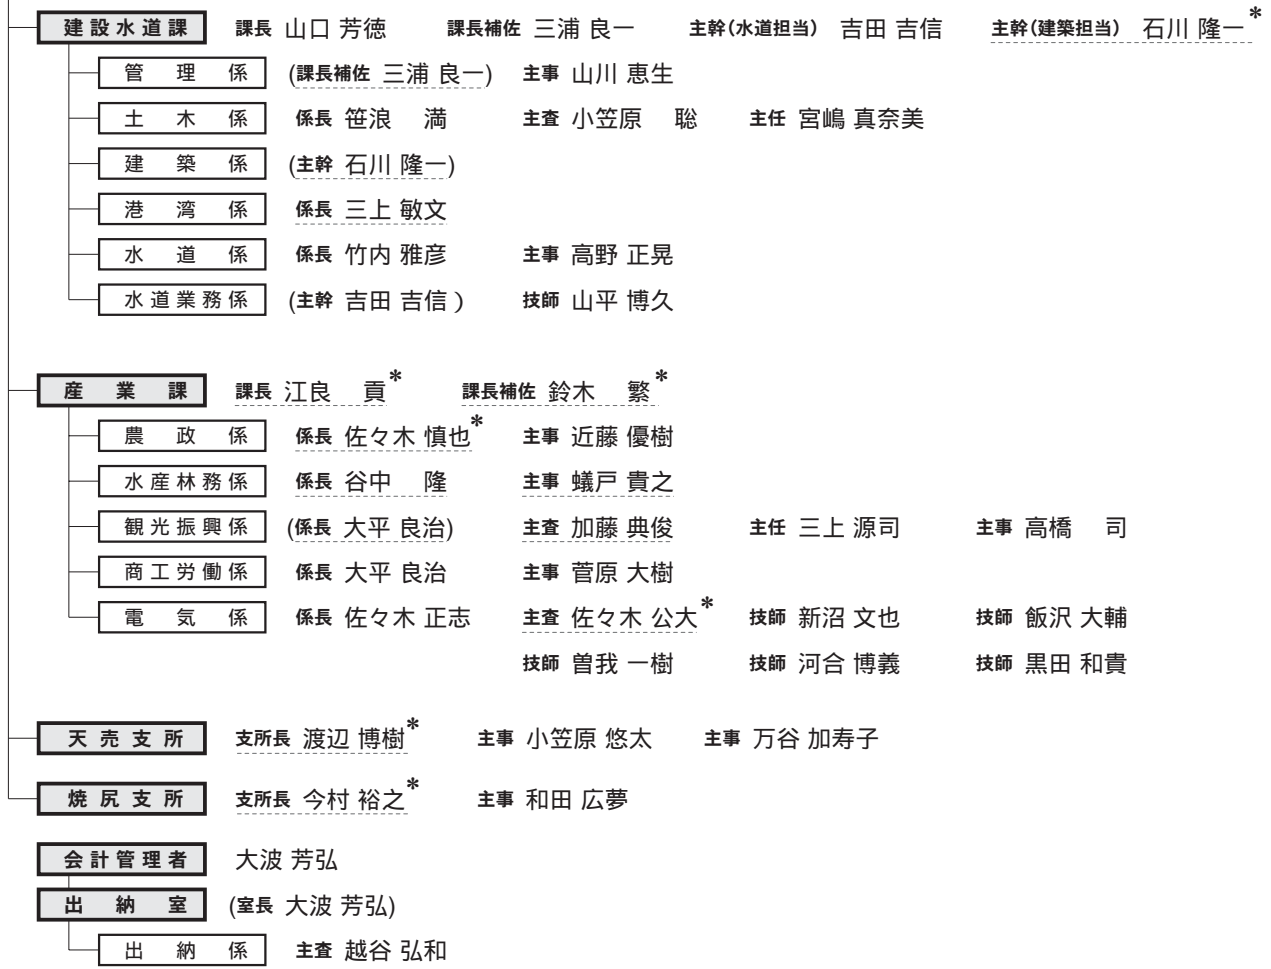 建設水道課 課長 山口 芳徳 課長補佐 三浦 良一 主幹(水道担当) 吉田 吉信 主幹(建築担当) 石川 隆一*
管理係 (課長補佐 三浦 良一) 主事 山川 恵生
土木係 係長 笹浪 満 主査 小笠原 聡 主任 宮嶋 真奈美
建築係 (主幹 石川 隆一)
港湾係 係長 三上 敏文
水道係 係長 竹内 雅彦 主事 高野 正晃
水道業務係 (主幹 吉田 吉信) 技師 山平 博久
産業課 課長 江良 貢* 課長補佐 鈴木 繁*
農政係 係長 佐々木 慎也* 主事 近藤 優樹
水産林務係 係長 谷中 隆 主事 蟻戸 貴之
観光振興係 (係長 大平 良治) 主査 加藤 典俊 主任 三上 源司 主事 高橋 司
商工労働係 係長 大平 良治 主事 菅原 大樹
電気係 係長 佐々木 正志 主査 佐々木 公大* 技師 新沼 文也 技師 飯沢 大輔
技師 曽我 一樹 技師 河合 博義 技師 黒田 和貴
天売支所 支所長 渡辺 博樹* 主事 小笠原 悠太 主事 万谷 加寿子
焼尻支所 支所長 今村 裕之* 主事 和田 広夢
会計管理者 大波 芳弘
出納室 (室長 大波 芳弘)
出納係 主査 越谷 弘和